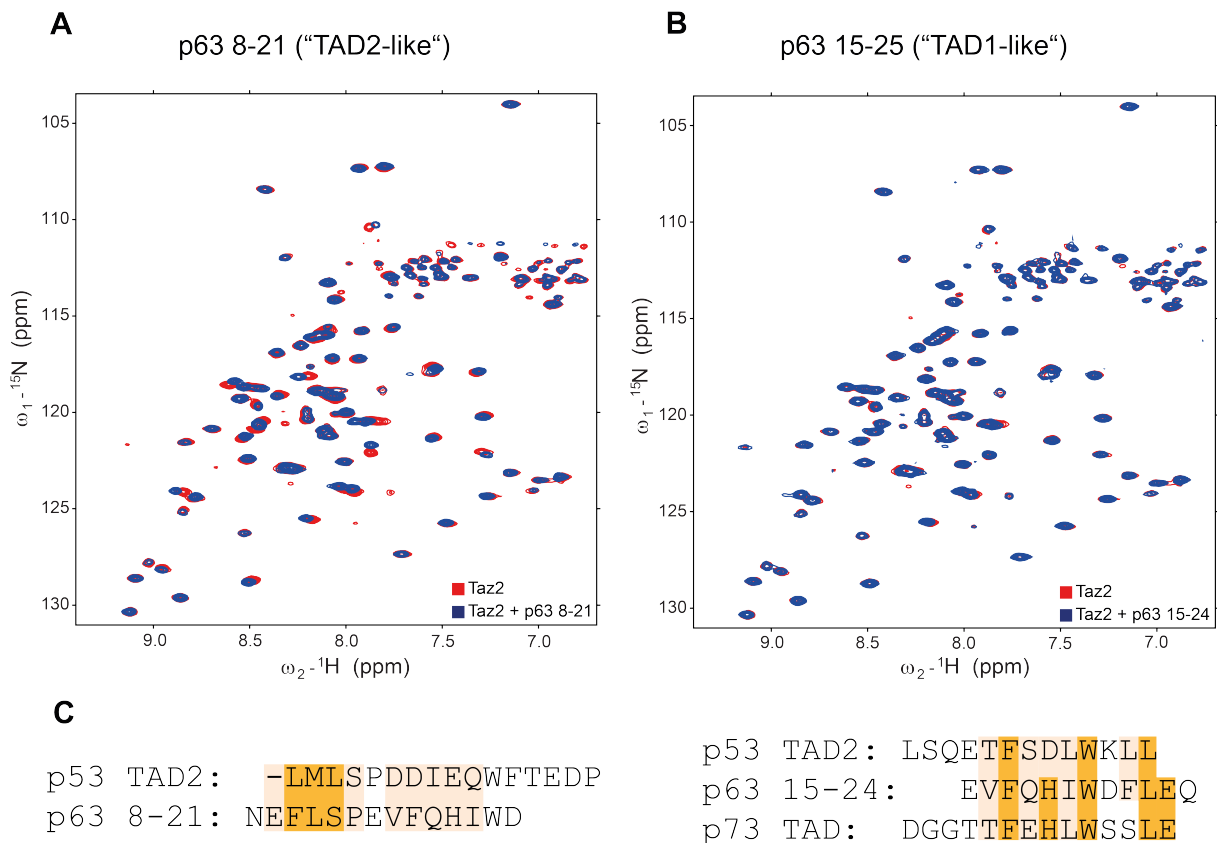 A
p63 8-21 ("TAD2-like“)
105
110
115
120
125
130
ω1 - 15N (ppm)
9.0 8.5 8.0 7.5 7.0
ω2 - 1H (ppm)
Taz2
Taz2 + p63 8-21
B
p63 15-25 ("TAD1-like“)
105
110
115
120
125
130
ω1 - 15N (ppm)
9.0 8.5 8.0 7.5 7.0
ω2 - 1H (ppm)
Taz2
Taz2 + p63 15-24
C
p53 TAD2: -LMLSPDDIEQWFTEDP
p63 8-21: NEFLSPEVFQHIWD
p53 TAD2: LSQETFSDLWKLL
p63 15-24: EVFQHIWDFLEQ
p73 TAD: DGGTTFEHLWSSLE